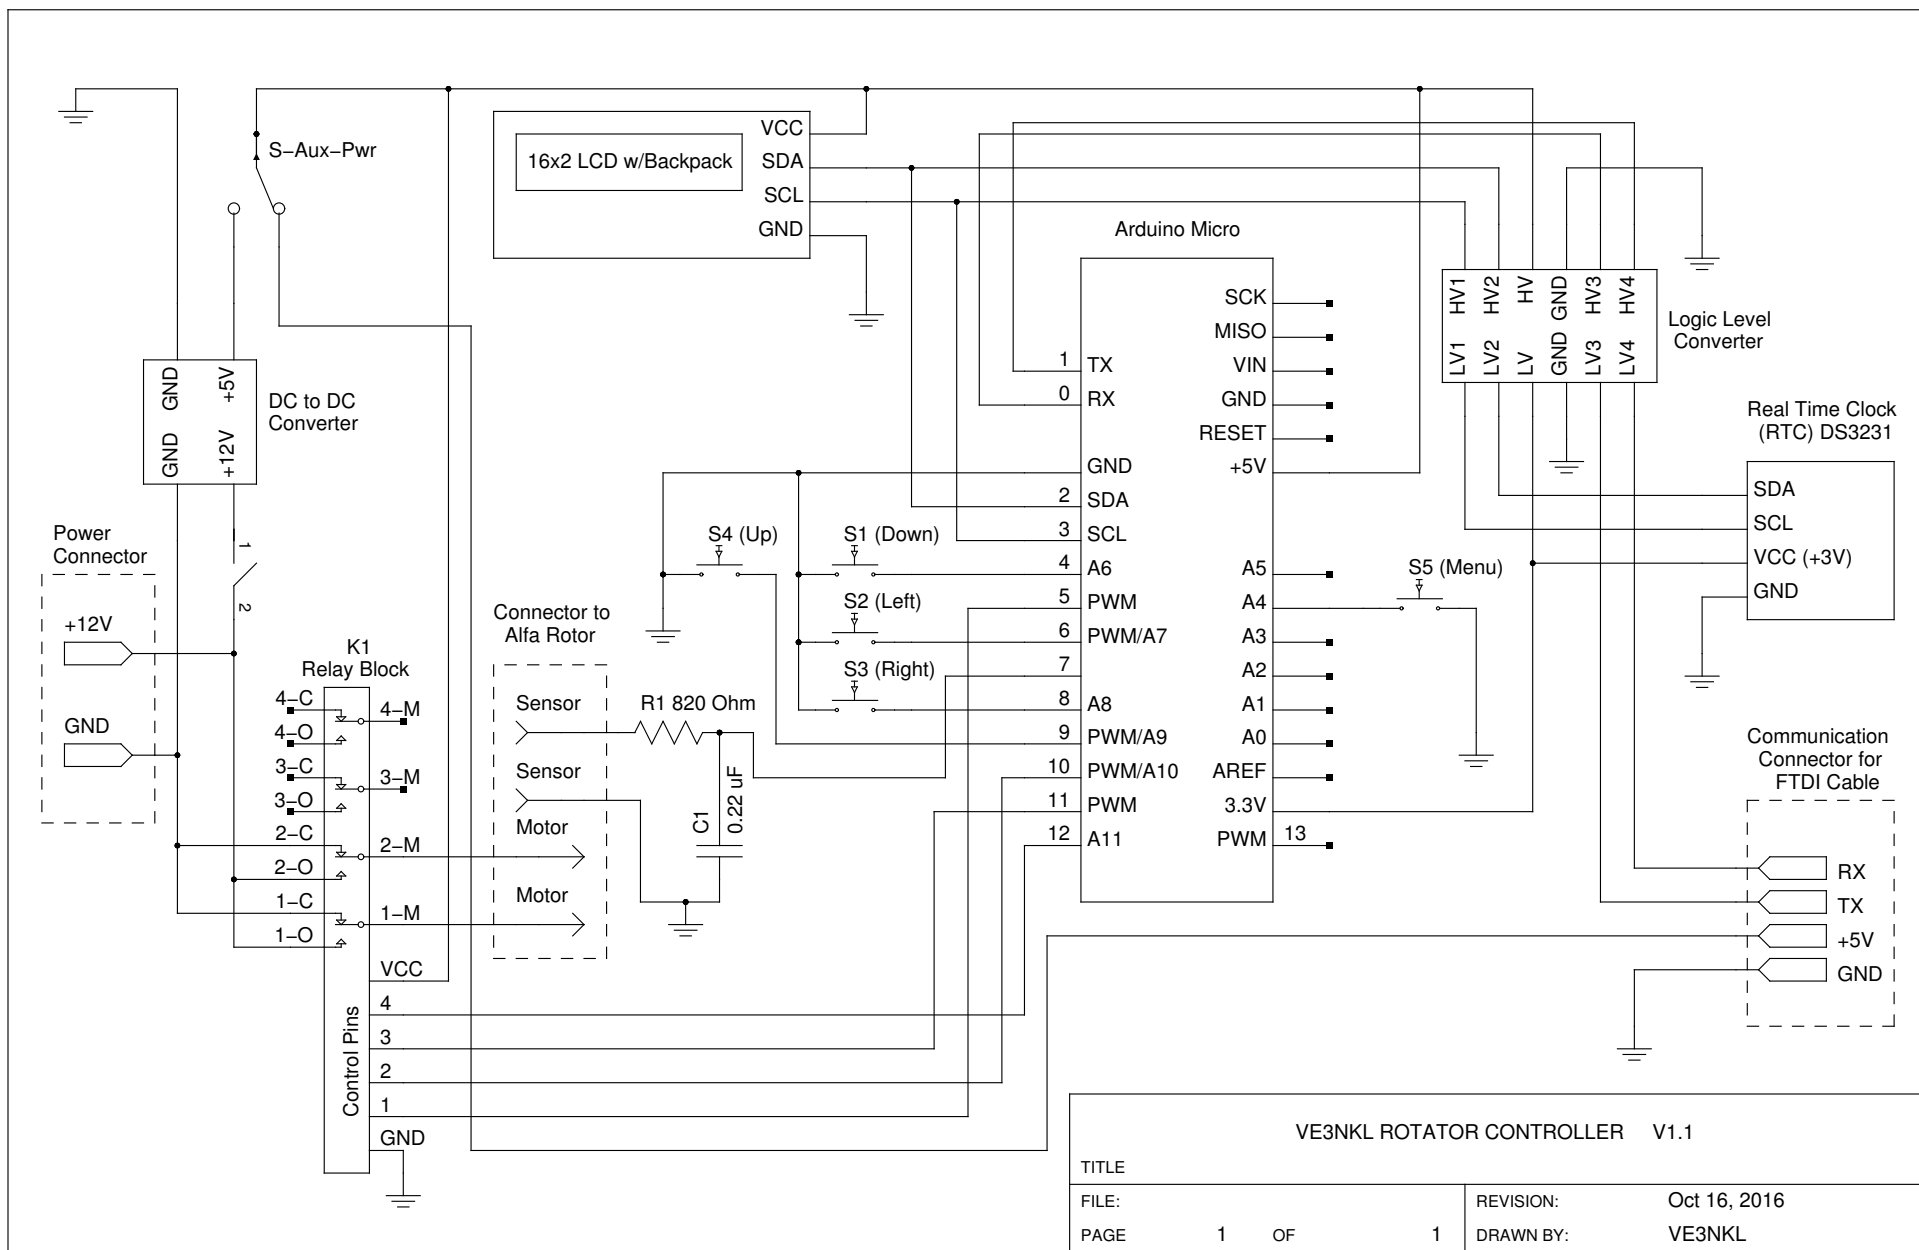 S–Aux–Pwr
16x2 LCD w/Backpack
VCC
SDA
SCL
GND
DC to DC
Converter
GND
+5V
GND
+12V
1
2
Power
Connector
+12V
GND
K1
Relay Block
4–C
4–O
3–C
3–O
2–C
2–O
1–C
1–O
4–M
3–M
2–M
1–M
VCC
4
3
2
1
GND
Control Pins
Connector to
Alfa Rotor
Sensor
Sensor
Motor
Motor
R1 820 Ohm
C1
0.22 uF
S4 (Up)
S1 (Down)
S2 (Left)
S3 (Right)
S5 (Menu)
Arduino Micro
1 TX
0 RX
GND
2 SDA
3 SCL
4 A6
5 PWM
6 PWM/A7
7
8 A8
9 PWM/A9
10 PWM/A10
11 PWM
12 A11
SCK
MISO
VIN
GND
RESET
+5V
A5
A4
A3
A2
A1
A0
AREF
3.3V
PWM 13
HV1
HV2
HV
GND
HV3
HV4
LV1
LV2
LV
GND
LV3
LV4
Logic Level
Converter
Real Time Clock
(RTC) DS3231
SDA
SCL
VCC (+3V)
GND
Communication
Connector for
FTDI Cable
RX
TX
+5V
GND
VE3NKL ROTATOR CONTROLLER V1.1
TITLE
FILE:
REVISION: Oct 16, 2016
PAGE 1 OF 1
DRAWN BY: VE3NKL